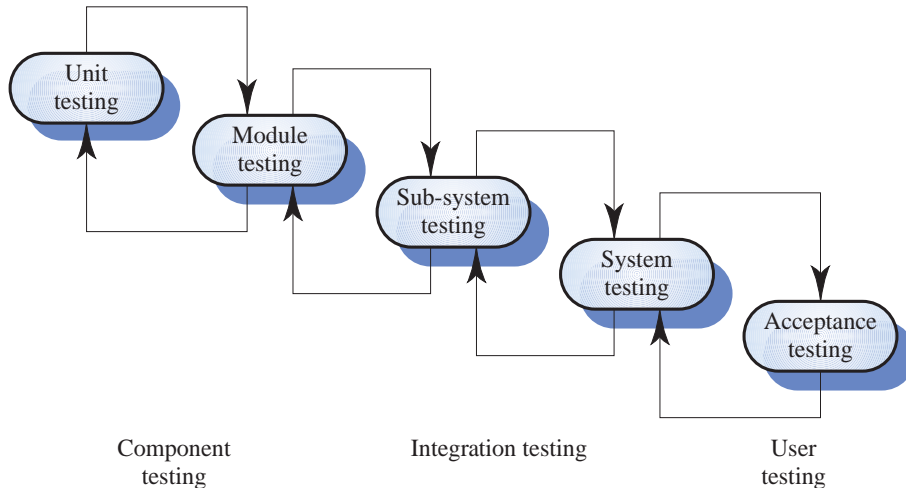 Unit
testing
Module
testing
Sub-system
testing
System
testing
Acceptance
testing
Component
testing
Integration testing
User
testing